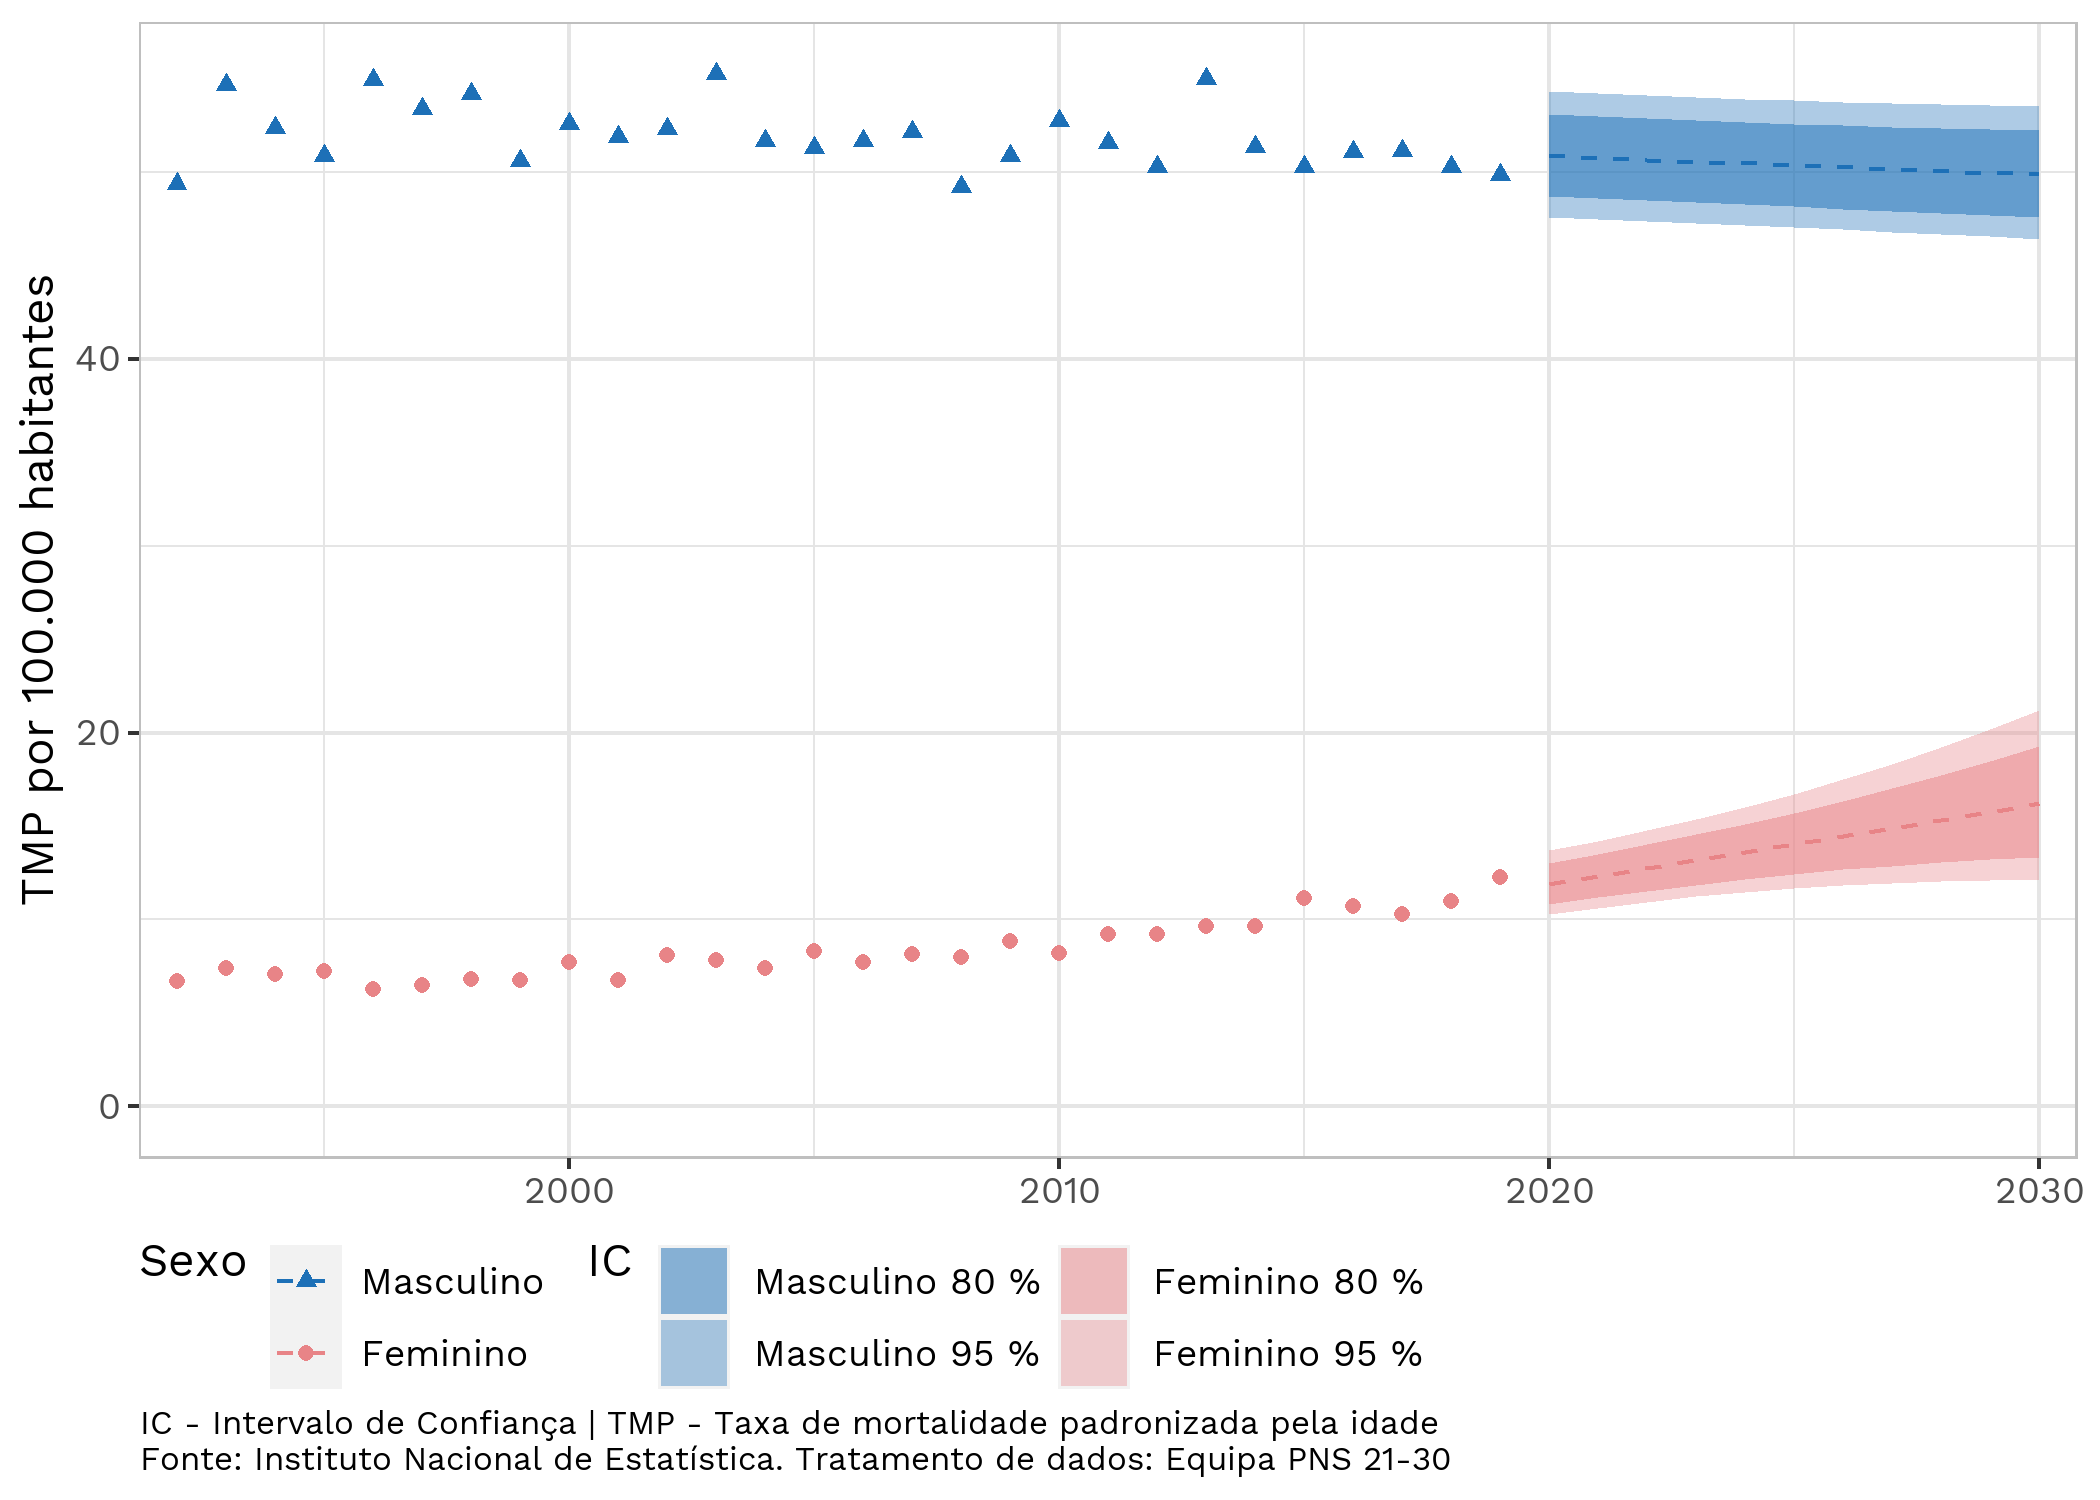 TMP por 100.000 habitantes
40
20
0
2000 2010 2020 2030
Sexo
Masculino
Feminino
IC
Masculino 80 %
Masculino 95 %
Feminino 80 %
Feminino 95 %
IC - Intervalo de Confiança | TMP - Taxa de mortalidade padronizada pela idade
Fonte: Instituto Nacional de Estatística. Tratamento de dados: Equipa PNS 21-30